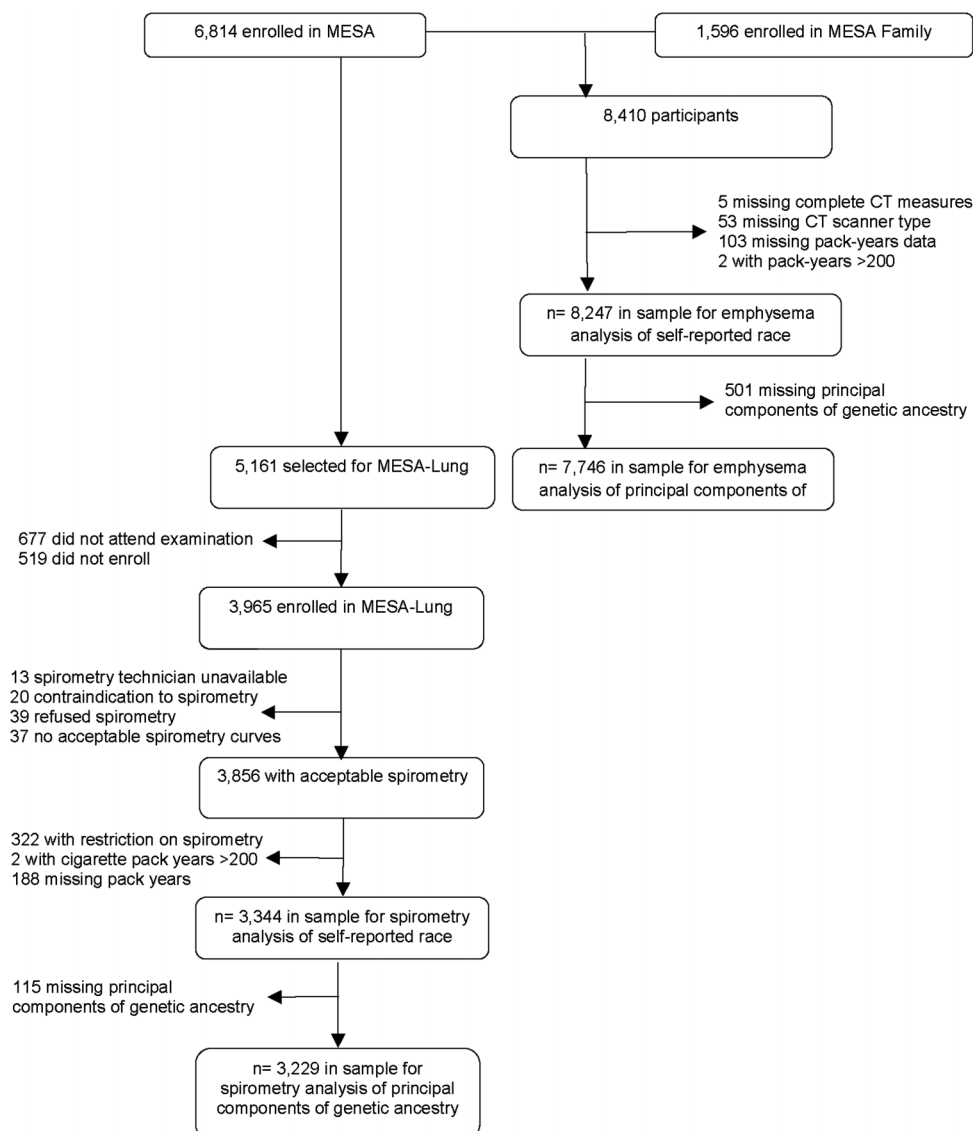 6,814 enrolled in MESA
1,596 enrolled in MESA Family
8,410 participants
5 missing complete CT measures
53 missing CT scanner type
103 missing pack-years data
2 with pack-years >200
n= 8,247 in sample for emphysema
analysis of self-reported race
501 missing principal
components of genetic ancestry
5,161 selected for MESA-Lung
n= 7,746 in sample for emphysema
analysis of principal components of
677 did not attend examination
519 did not enroll
3,965 enrolled in MESA-Lung
13 spirometry technician unavailable
20 contraindication to spirometry
39 refused spirometry
37 no acceptable spirometry curves
3,856 with acceptable spirometry
322 with restriction on spirometry
2 with cigarette pack years >200
188 missing pack years
n= 3,344 in sample for spirometry
analysis of self-reported race
115 missing principal
components of genetic ancestry
n= 3,229 in sample for
spirometry analysis of principal
components of genetic ancestry